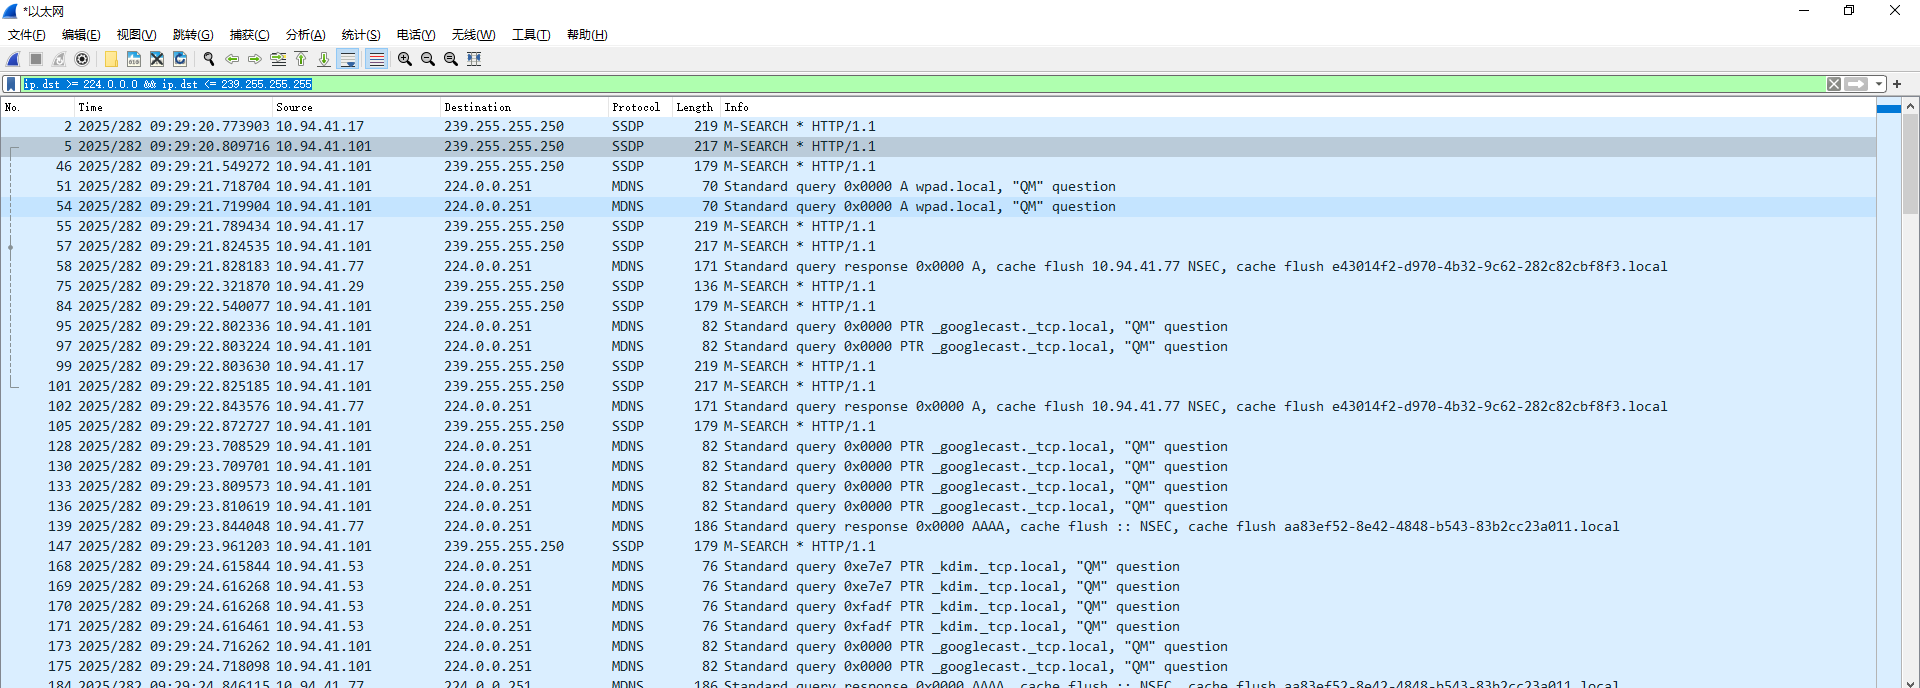 *以太网
文件(F) 编辑(E) 视图(V) 跳转(G) 捕获(C) 分析(A) 统计(S) 电话(Y) 无线(W) 工具(T) 帮助(H)
ip.dst >= 224.0.0.0 && ip.dst <= 239.255.255.255
No. Time Source Destination Protocol Length Info
2 2025/282 09:29:20.773903 10.94.41.17 239.255.255.250 SSDP 219 M-SEARCH * HTTP/1.1
5 2025/282 09:29:20.809716 10.94.41.101 239.255.255.250 SSDP 217 M-SEARCH * HTTP/1.1
46 2025/282 09:29:21.549272 10.94.41.101 239.255.255.250 SSDP 179 M-SEARCH * HTTP/1.1
51 2025/282 09:29:21.718704 10.94.41.101 224.0.0.251 MDNS 70 Standard query 0x0000 A wpad.local, "QM" question
54 2025/282 09:29:21.719904 10.94.41.101 224.0.0.251 MDNS 70 Standard query 0x0000 A wpad.local, "QM" question
55 2025/282 09:29:21.789434 10.94.41.17 239.255.255.250 SSDP 219 M-SEARCH * HTTP/1.1
57 2025/282 09:29:21.824535 10.94.41.101 239.255.255.250 SSDP 217 M-SEARCH * HTTP/1.1
58 2025/282 09:29:21.828183 10.94.41.77 224.0.0.251 MDNS 171 Standard query response 0x0000 A, cache flush 10.94.41.77 NSEC, cache flush e43014f2-d970-4b32-9c62-282c82cbf8f3.local
75 2025/282 09:29:22.321870 10.94.41.29 239.255.255.250 SSDP 136 M-SEARCH * HTTP/1.1
84 2025/282 09:29:22.540077 10.94.41.101 239.255.255.250 SSDP 179 M-SEARCH * HTTP/1.1
95 2025/282 09:29:22.802336 10.94.41.101 224.0.0.251 MDNS 82 Standard query 0x0000 PTR _googlecast._tcp.local, "QM" question
97 2025/282 09:29:22.803224 10.94.41.101 224.0.0.251 MDNS 82 Standard query 0x0000 PTR _googlecast._tcp.local, "QM" question
99 2025/282 09:29:22.803630 10.94.41.17 239.255.255.250 SSDP 219 M-SEARCH * HTTP/1.1
101 2025/282 09:29:22.825185 10.94.41.101 239.255.255.250 SSDP 217 M-SEARCH * HTTP/1.1
102 2025/282 09:29:22.843576 10.94.41.77 224.0.0.251 MDNS 171 Standard query response 0x0000 A, cache flush 10.94.41.77 NSEC, cache flush e43014f2-d970-4b32-9c62-282c82cbf8f3.local
105 2025/282 09:29:22.872727 10.94.41.101 239.255.255.250 SSDP 179 M-SEARCH * HTTP/1.1
128 2025/282 09:29:23.708529 10.94.41.101 224.0.0.251 MDNS 82 Standard query 0x0000 PTR _googlecast._tcp.local, "QM" question
130 2025/282 09:29:23.709701 10.94.41.101 224.0.0.251 MDNS 82 Standard query 0x0000 PTR _googlecast._tcp.local, "QM" question
133 2025/282 09:29:23.809573 10.94.41.101 224.0.0.251 MDNS 82 Standard query 0x0000 PTR _googlecast._tcp.local, "QM" question
136 2025/282 09:29:23.810619 10.94.41.101 224.0.0.251 MDNS 82 Standard query 0x0000 PTR _googlecast._tcp.local, "QM" question
139 2025/282 09:29:23.844048 10.94.41.77 224.0.0.251 MDNS 186 Standard query response 0x0000 AAAA, cache flush :: NSEC, cache flush aa83ef52-8e42-4848-b543-83b2cc23a011.local
147 2025/282 09:29:23.961203 10.94.41.101 239.255.255.250 SSDP 179 M-SEARCH * HTTP/1.1
168 2025/282 09:29:24.615844 10.94.41.53 224.0.0.251 MDNS 76 Standard query 0xe7e7 PTR _kdim._tcp.local, "QM" question
169 2025/282 09:29:24.616268 10.94.41.53 224.0.0.251 MDNS 76 Standard query 0xe7e7 PTR _kdim._tcp.local, "QM" question
170 2025/282 09:29:24.616268 10.94.41.53 224.0.0.251 MDNS 76 Standard query 0xfadf PTR _kdim._tcp.local, "QM" question
171 2025/282 09:29:24.616461 10.94.41.53 224.0.0.251 MDNS 76 Standard query 0xfadf PTR _kdim._tcp.local, "QM" question
173 2025/282 09:29:24.716262 10.94.41.101 224.0.0.251 MDNS 82 Standard query 0x0000 PTR _googlecast._tcp.local, "QM" question
175 2025/282 09:29:24.718098 10.94.41.101 224.0.0.251 MDNS 82 Standard query 0x0000 PTR _googlecast._tcp.local, "QM" question
184 2025/282 09:29:24.846115 10.94.41.77 224.0.0.251 MDNS 186 Standard query response 0x0000 AAAA, cache flush :: NSEC, cache flush aa83ef52-8e42-4848-b543-83b2cc23a011.local